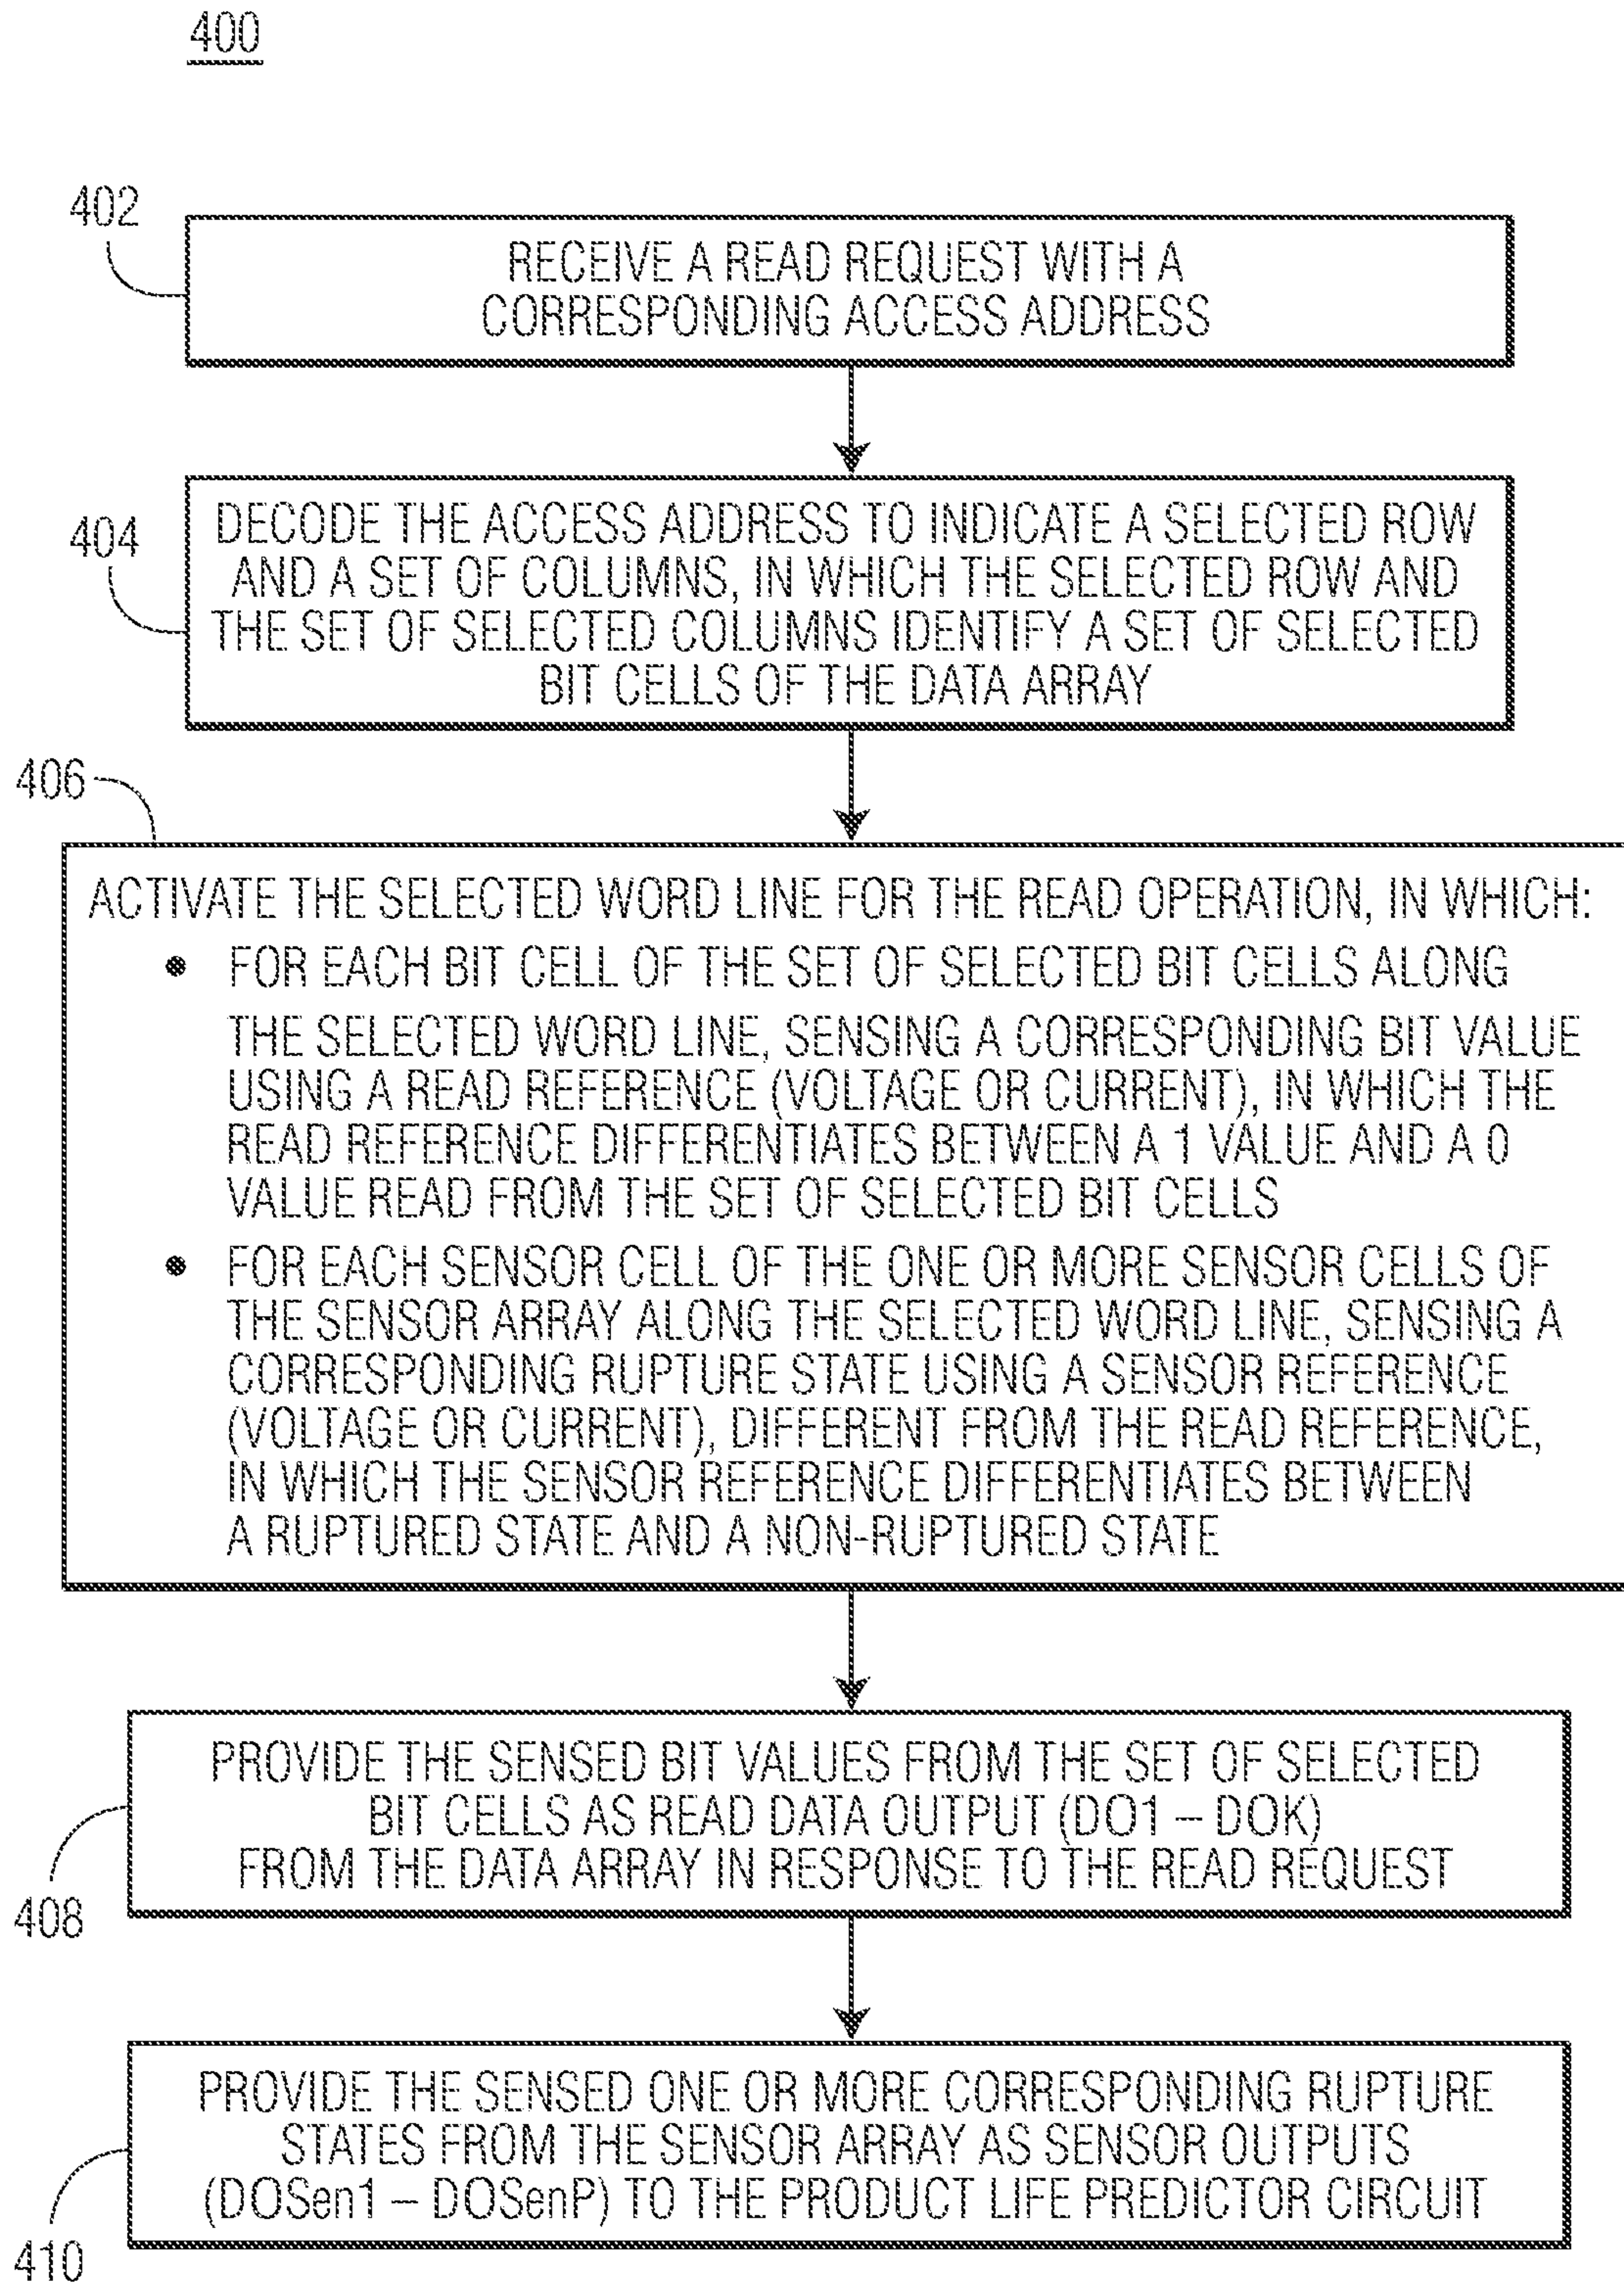 400
402
RECEIVE A READ REQUEST WITH A
CORRESPONDING ACCESS ADDRESS
404
DECODE THE ACCESS ADDRESS TO INDICATE A SELECTED ROW
AND A SET OF COLUMNS, IN WHICH THE SELECTED ROW AND
THE SET OF SELECTED COLUMNS IDENTIFY A SET OF SELECTED
BIT CELLS OF THE DATA ARRAY
406
ACTIVATE THE SELECTED WORD LINE FOR THE READ OPERATION, IN WHICH:
• FOR EACH BIT CELL OF THE SET OF SELECTED BIT CELLS ALONG
THE SELECTED WORD LINE, SENSING A CORRESPONDING BIT VALUE
USING A READ REFERENCE (VOLTAGE OR CURRENT), IN WHICH THE
READ REFERENCE DIFFERENTIATES BETWEEN A 1 VALUE AND A 0
VALUE READ FROM THE SET OF SELECTED BIT CELLS
• FOR EACH SENSOR CELL OF THE ONE OR MORE SENSOR CELLS OF
THE SENSOR ARRAY ALONG THE SELECTED WORD LINE, SENSING A
CORRESPONDING RUPTURE STATE USING A SENSOR REFERENCE
(VOLTAGE OR CURRENT), DIFFERENT FROM THE READ REFERENCE,
IN WHICH THE SENSOR REFERENCE DIFFERENTIATES BETWEEN
A RUPTURED STATE AND A NON-RUPTURED STATE
408
PROVIDE THE SENSED BIT VALUES FROM THE SET OF SELECTED
BIT CELLS AS READ DATA OUTPUT (DO1 – DOK)
FROM THE DATA ARRAY IN RESPONSE TO THE READ REQUEST
410
PROVIDE THE SENSED ONE OR MORE CORRESPONDING RUPTURE
STATES FROM THE SENSOR ARRAY AS SENSOR OUTPUTS
(DOSen1 – DOSenP) TO THE PRODUCT LIFE PREDICTOR CIRCUIT